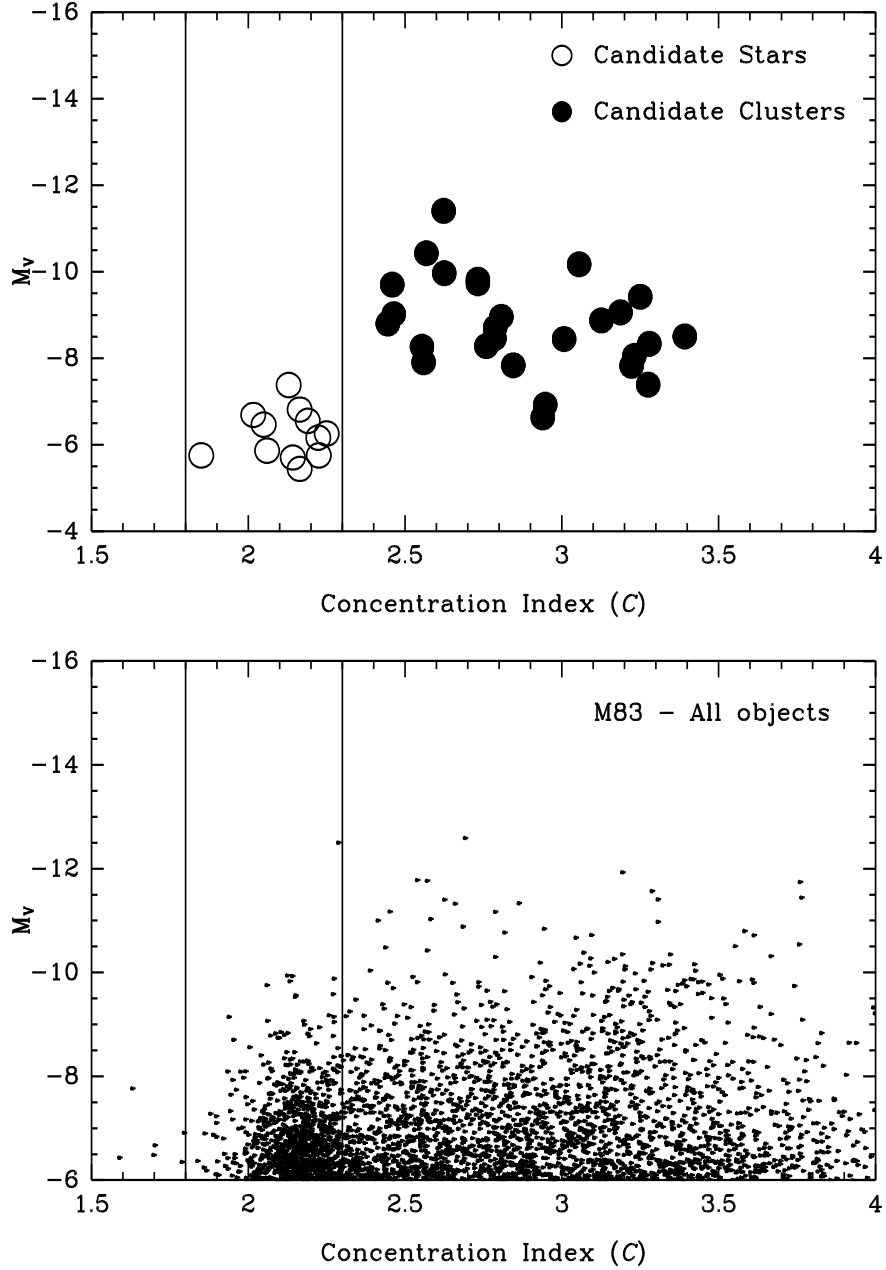 −16
Candidate Stars
−14
Candidate Clusters
−12
Mv
−10
−8
−6
−4
1.5 2 2.5 3 3.5 4
Concentration Index (C)
−16
M83 − All objects
−14
−12
Mv
−10
−8
−6
1.5 2 2.5 3 3.5 4
Concentration Index (C)